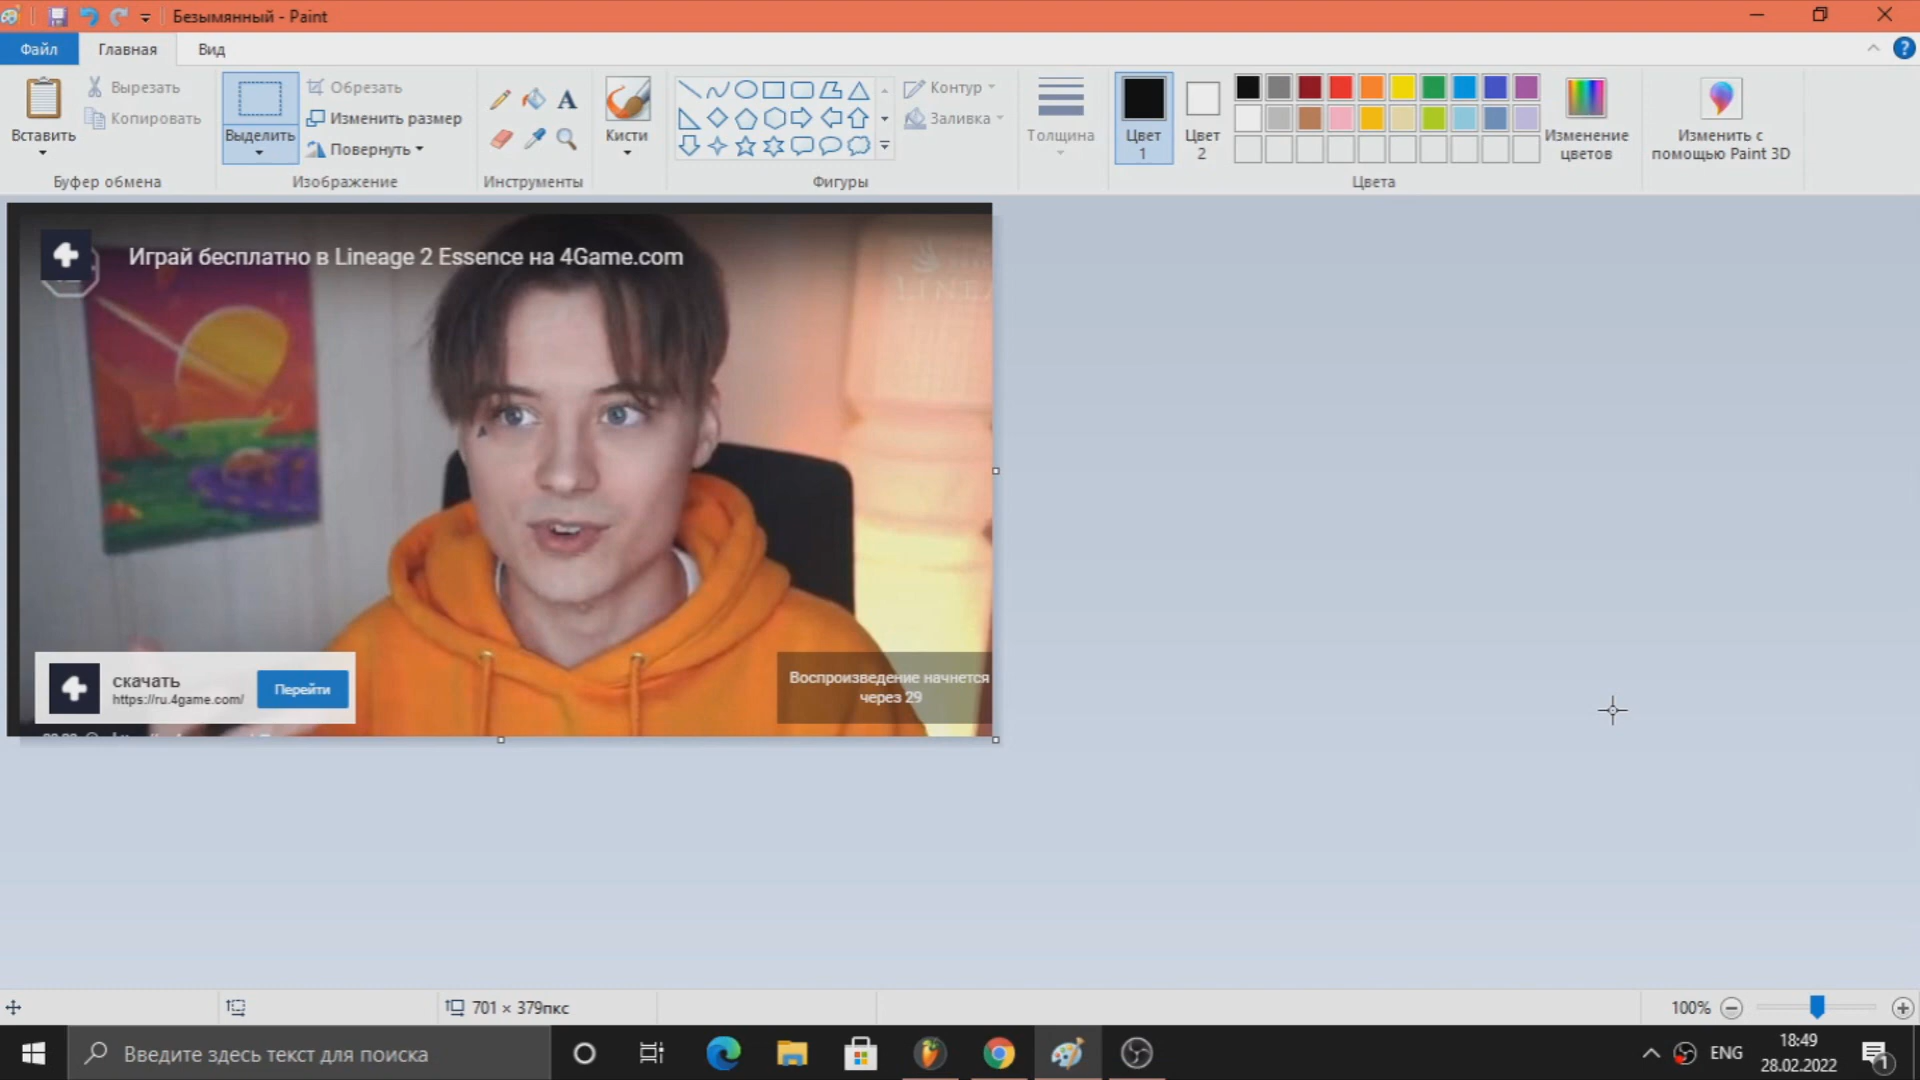 Безымянный - Paint
Файл
Главная
Вид
Вставить
Вырезать
Копировать
Буфер обмена
Выделить
Обрезать
Изменить размер
Повернуть
Изображение
A
Инструменты
Кисти
Фигуры
Контур
Заливка
Толщина
Цвет
1
Цвет
2
Изменение
цветов
Цвета
Изменить с
помощью Paint 3D
Играй бесплатно в Lineage 2 Essence на 4Game.com
скачать
https://ru.4game.com/
Перейти
Воспроизведение начнется
через 29
701 × 379пкс
100%
Введите здесь текст для поиска
ENG
18:49
28.02.2022
1